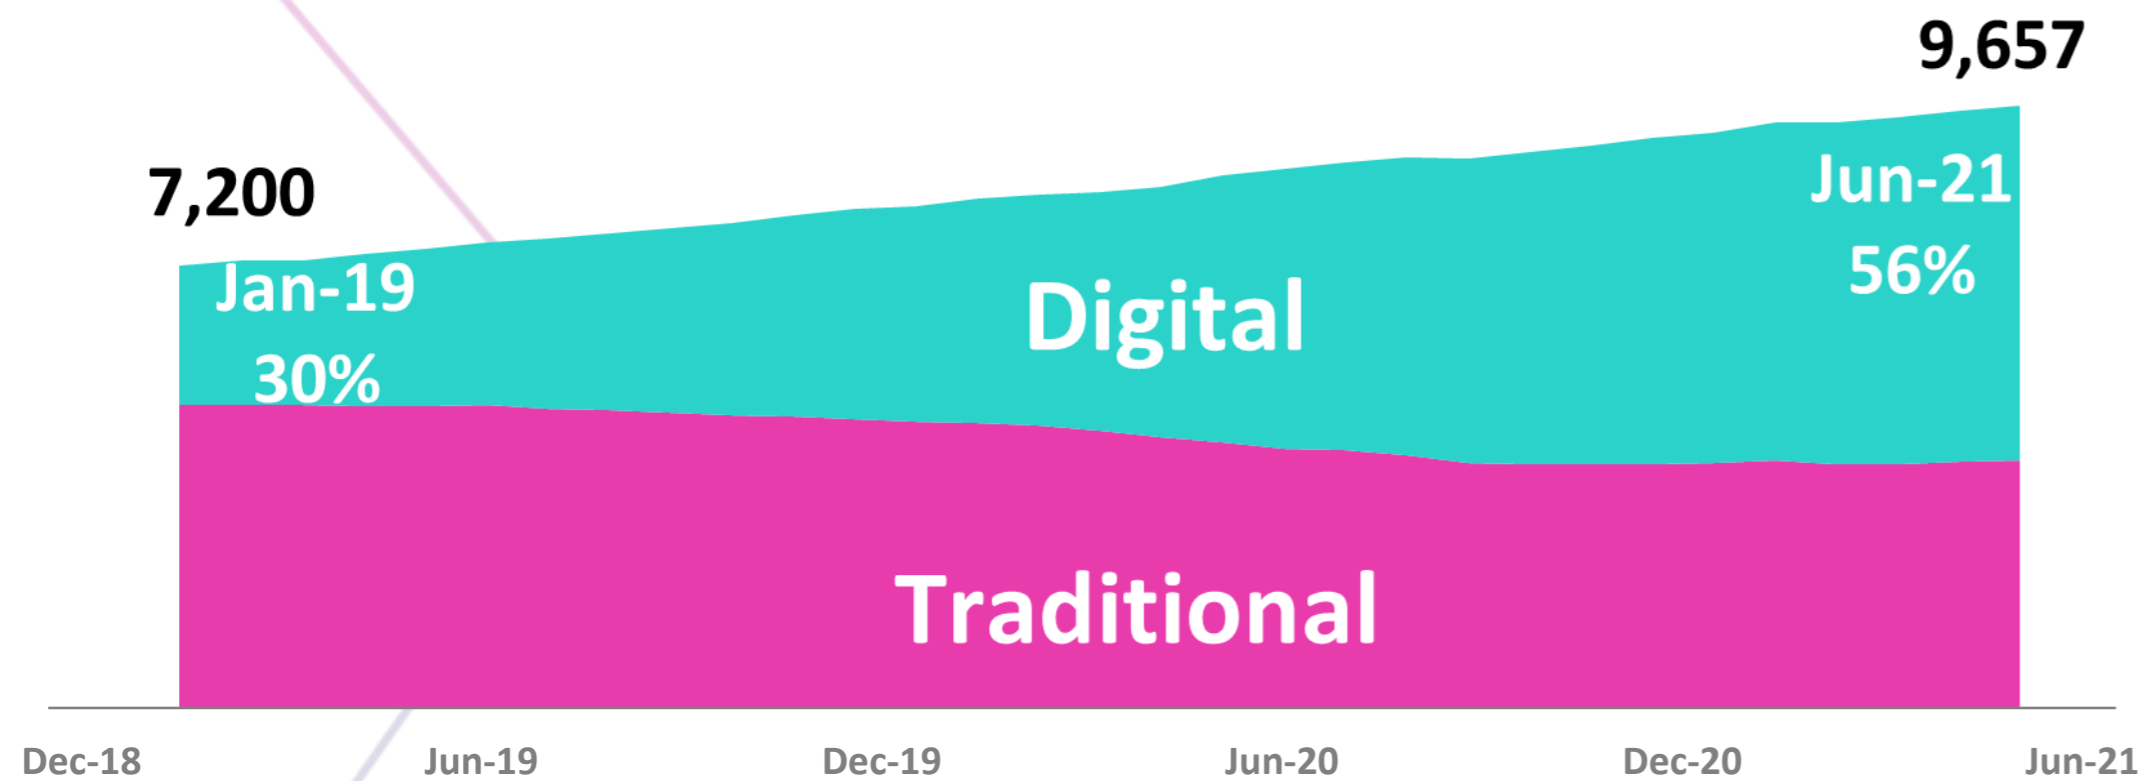 9,657
7,200
Jun-21
56%
Jan-19
30%
Digital
Traditional
Dec-18 Jun-19 Dec-19 Jun-20 Dec-20 Jun-21